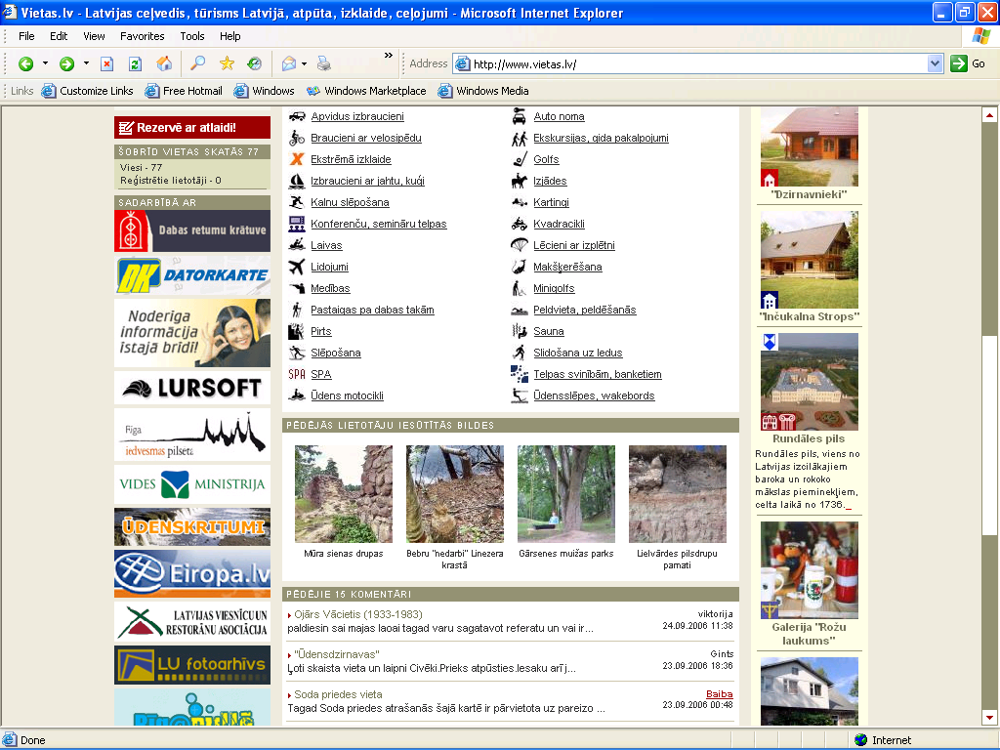 Vietas.lv - Latvijas ceļvedis, tūrisms Latvijā, atpūta, izklaide, ceļojumi - Microsoft Internet Explorer
File Edit View Favorites Tools Help
»
Address http://www.vietas.lv/ Go
Links Customize Links Free Hotmail Windows Windows Marketplace Windows Media
Rezervē ar atlaidi!
ŠOBRĪD VIETAS SKATĀS 77
Viesi - 77
Reģistrētie lietotāji - 0
SADARBĪBĀ AR
Dabas retumu krātuve
DK DATORKARTE
Noderīga
informācija
īstajā brīdī!
LURSOFT
Rīga
iedvesmas pilsēta
VIDES MINISTRIJA
ŪDENSKRITUMI
Eiropa.lv
LATVIJAS VIESNĪCU UN
RESTORĀNU ASOCIĀCIJA
LU fotoarhīvs
Apvidus izbraucieni
Braucieni ar velosipēdu
Ekstrēmā izklaide
Izbraucieni ar jahtu, kuģi
Kalnu slēpošana
Konferenču, semināru telpas
Laivas
Lidojumi
Medības
Pastaigas pa dabas takām
Pirts
Slēpošana
SPA SPA
Ūdens motocikli
Auto noma
Ekskursijas, gida pakalpojumi
Golfs
Izjādes
Kartingi
Kvadracikli
Lēcieni ar izpletni
Makšķerēšana
Minigolfs
Peldvieta, peldēšanās
Sauna
Slidošana uz ledus
Telpas svinībām, banketiem
Ūdensslēpes, wakebords
PĒDĒJĀS LIETOTĀJU IESŪTĪTĀS BILDES
Mūra sienas drupas
Bebru "nedarbi" Linezera
krastā
Gārsenes muižas parks
Lielvārdes pilsdrupu
pamati
PĒDĒJIE 15 KOMENTĀRI
Ojārs Vācietis (1933-1983) viktorija
paldiesin sai majas laoai tagad varu sagatavot referatu un vai ir... 24.09.2006 11:38
"Ūdensdzirnavas" Gints
Ļoti skaista vieta un laipni Civēki.Prieks atpūsties.Iesaku arī j... 23.09.2006 18:36
Soda priedes vieta Baiba
Tagad Soda priedes atrašanās šajā kartē ir pārvietota uz pareizo ... 23.09.2006 00:48
"Dzirnavnieki"
"Inčukalna Strops"
Rundāles pils
Rundāles pils, viens no
Latvijas izcilākajiem
baroka un rokoko
mākslas pieminekļiem,
celta laikā no 1736._
Galerija "Rožu
laukums"
Done Internet